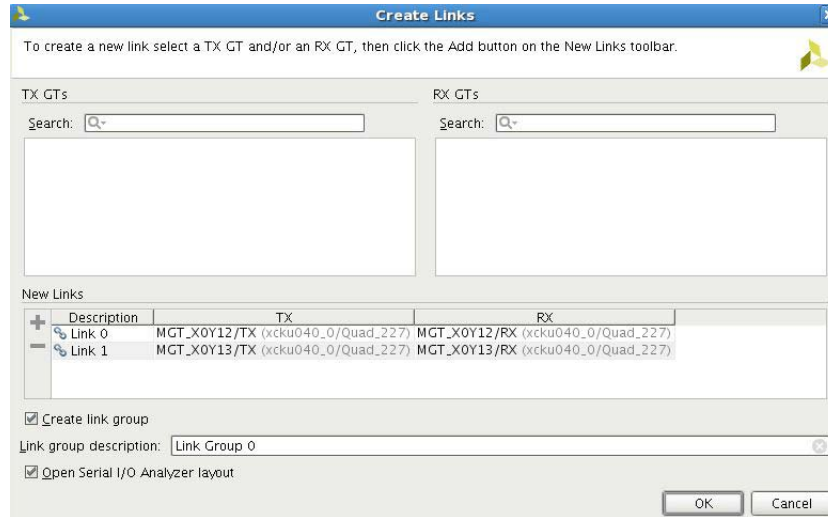 Create Links
To create a new link select a TX GT and/or an RX GT, then click the Add button on the New Links toolbar.
TX GTs RX GTs
Search: Search:
New Links
Description TX RX
Link 0 MGT_X0Y12/TX (xcku040_0/Quad_227) MGT_X0Y12/RX (xcku040_0/Quad_227)
Link 1 MGT_X0Y13/TX (xcku040_0/Quad_227) MGT_X0Y13/RX (xcku040_0/Quad_227)
Create link group
Link group description: Link Group 0
Open Serial I/O Analyzer layout
OK Cancel